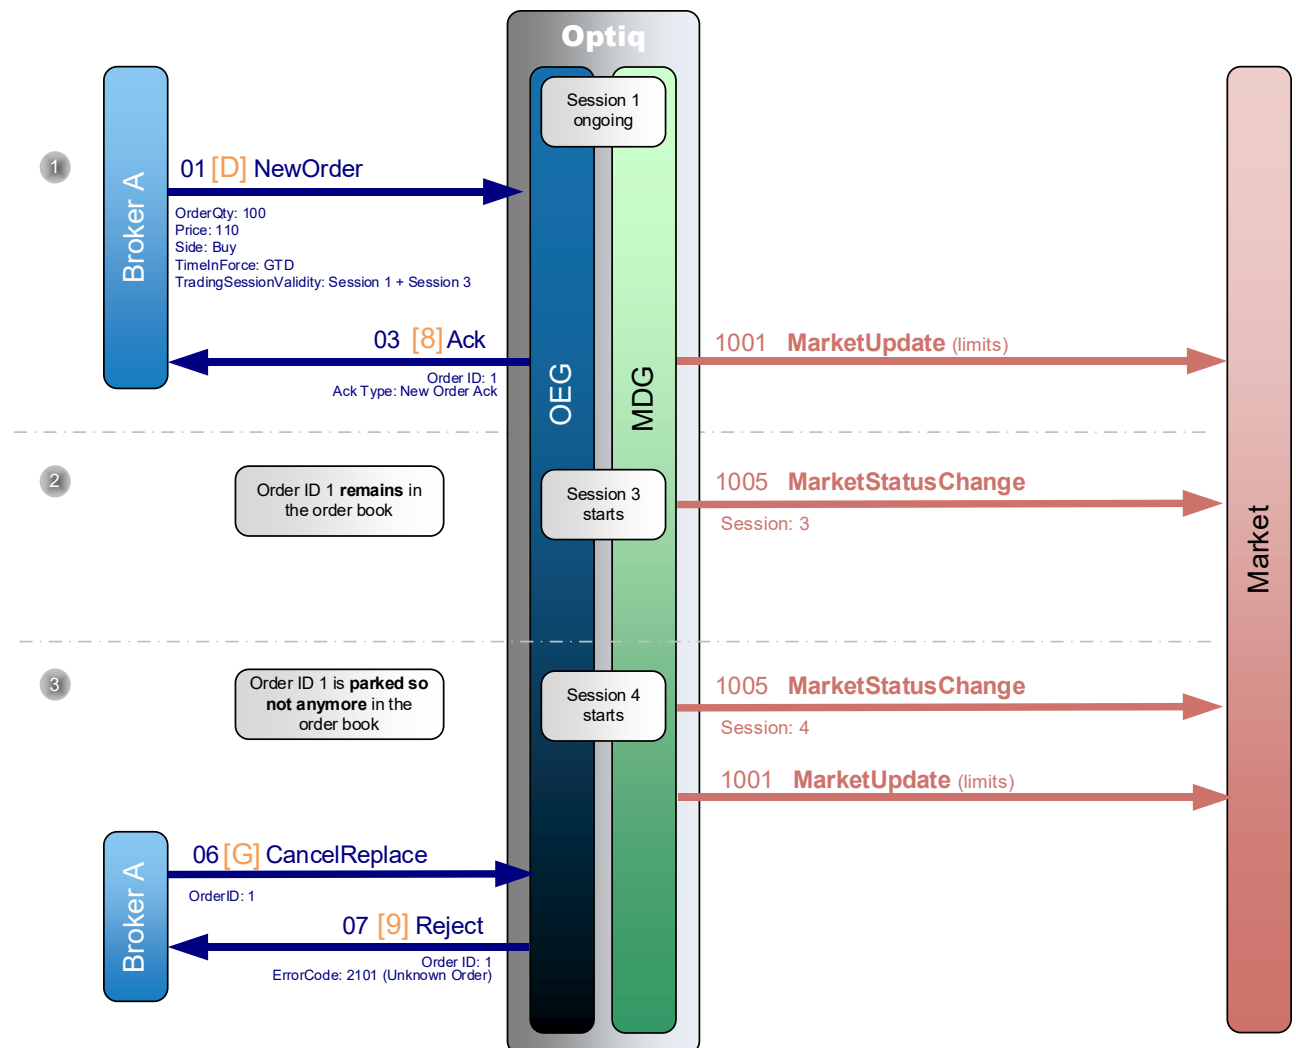 Optiq
Session 1
ongoing
1
01 [D] NewOrder
Broker A
OrderQty: 100
Price: 110
Side: Buy
TimeInForce: GTD
TradingSessionValidity: Session 1 + Session 3
03 [8] Ack
Order ID: 1
Ack Type: New Order Ack
1001 MarketUpdate (limits)
OEG
MDG
2
Order ID 1 remains in
the order book
Session 3
starts
1005 MarketStatusChange
Session: 3
Market
3
Order ID 1 is parked so
not anymore in the
order book
Session 4
starts
1005 MarketStatusChange
Session: 4
1001 MarketUpdate (limits)
06 [G] CancelReplace
Broker A
OrderID: 1
07 [9] Reject
Order ID: 1
ErrorCode: 2101 (Unknown Order)